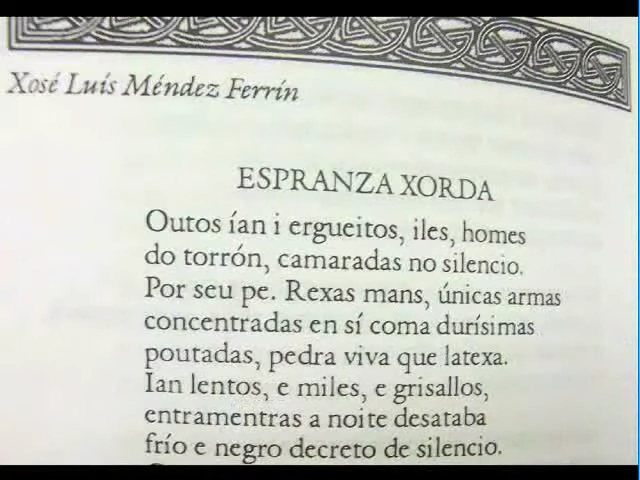 Xosé Luís Méndez Ferrín
ESPRANZA XORDA
Outos ían i ergueitos, iles, homes
do torrón, camaradas no silencio.
Por seu pe. Rexas mans, únicas armas
concentradas en sí coma durísimas
poutadas, pedra viva que latexa.
Ian lentos, e miles, e grisallos,
entramentras a noite desataba
frío e negro decreto de silencio.